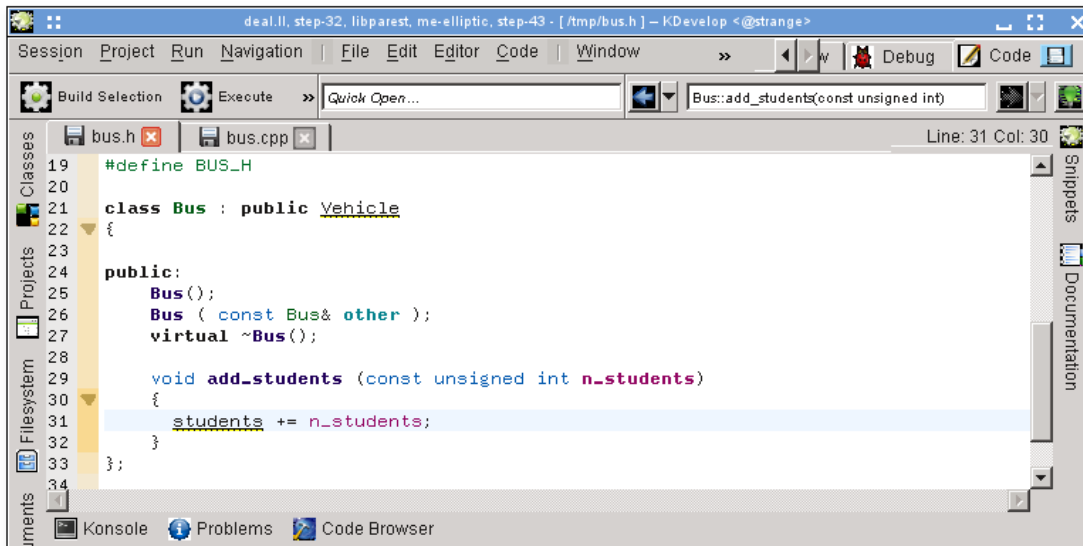 deal.II, step-32, libparest, me-elliptic, step-43 - [ /tmp/bus.h ] – KDevelop <@strange>
Session Project Run Navigation File Edit Editor Code Window » w Debug Code
Build Selection Execute » Quick Open... Bus::add_students(const unsigned int)
bus.h bus.cpp Line: 31 Col: 30
Classes
Projects
Filesystem
uments
19 #define BUS_H
20
21 class Bus : public Vehicle
22 {
23
24 public:
25 Bus();
26 Bus ( const Bus& other );
27 virtual ~Bus();
28
29 void add_students (const unsigned int n_students)
30 {
31 students += n_students;
32 }
33 };
34
Snippets
Documentation
Konsole Problems Code Browser